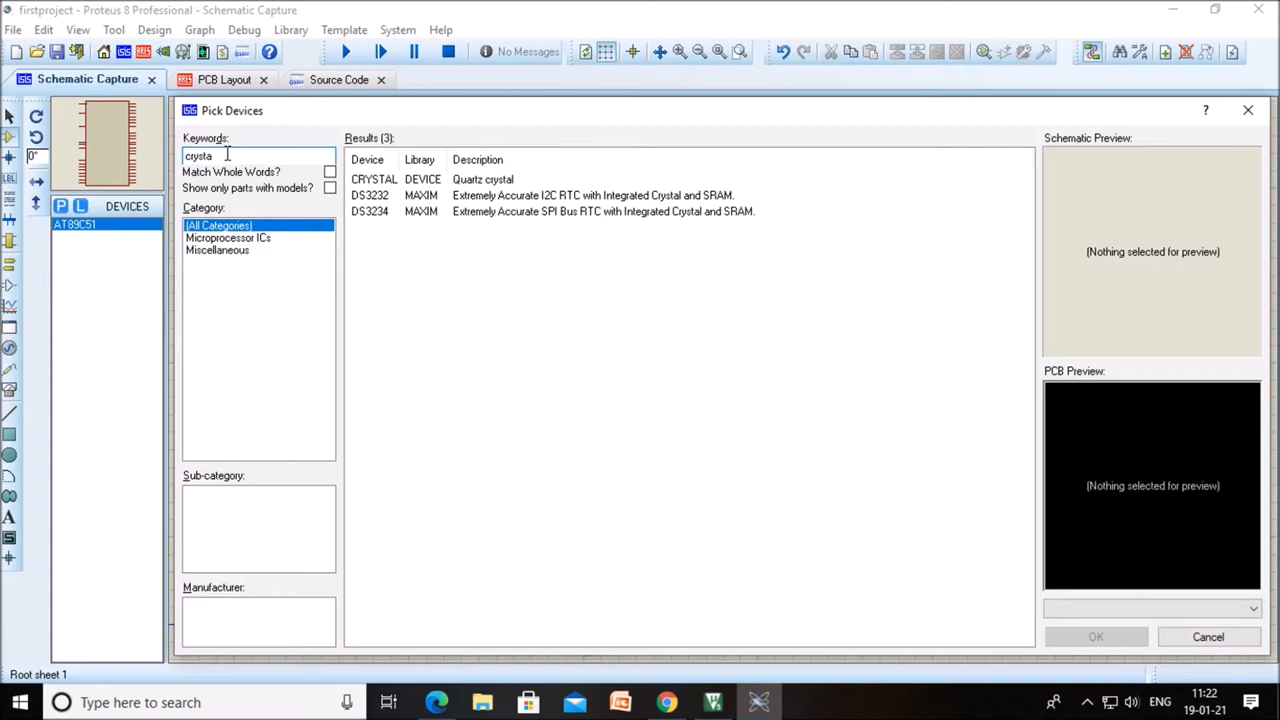 firstproject - Proteus 8 Professional - Schematic Capture
File Edit View Tool Design Graph Debug Library Template System Help
No Messages
Schematic Capture PCB Layout Source Code
Pick Devices
Keywords:
crysta
Match Whole Words?
Show only parts with models?
Category:
(All Categories)
Microprocessor ICs
Miscellaneous
Sub-category:
Manufacturer:
Results (3):
Device Library Description
CRYSTAL DEVICE Quartz crystal
DS3232 MAXIM Extremely Accurate I2C RTC with Integrated Crystal and SRAM.
DS3234 MAXIM Extremely Accurate SPI Bus RTC with Integrated Crystal and SRAM.
Schematic Preview:
(Nothing selected for preview)
PCB Preview:
(Nothing selected for preview)
OK Cancel
0°
P L DEVICES
AT89C51
LBL
A
S
Root sheet 1
Type here to search
ENG
11:22
19-01-21